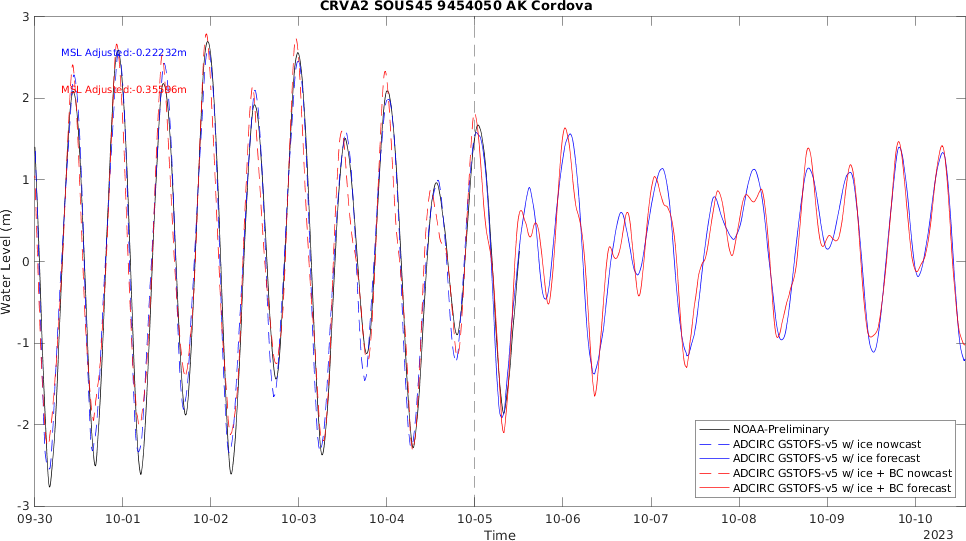 CRVA2 SOUS45 9454050 AK Cordova
MSL Adjusted:-0.22232m
MSL Adjusted:-0.35596m
Water Level (m)
3
2
1
0
-1
-2
-3
09-30 10-01 10-02 10-03 10-04 10-05 10-06 10-07 10-08 10-09 10-10
Time
2023
NOAA-Preliminary
ADCIRC GSTOFS-v5 w/ ice nowcast
ADCIRC GSTOFS-v5 w/ ice forecast
ADCIRC GSTOFS-v5 w/ ice + BC nowcast
ADCIRC GSTOFS-v5 w/ ice + BC forecast